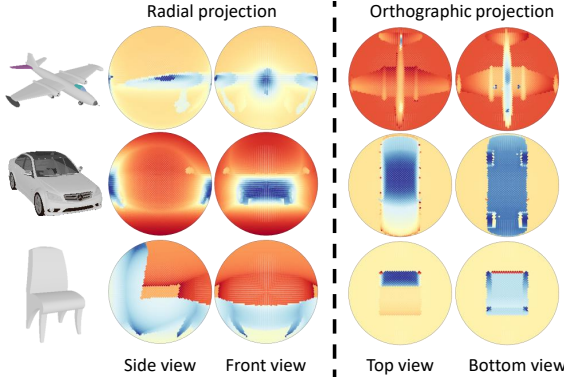 Radial projection
Orthographic projection
Side view
Front view
Top view
Bottom view